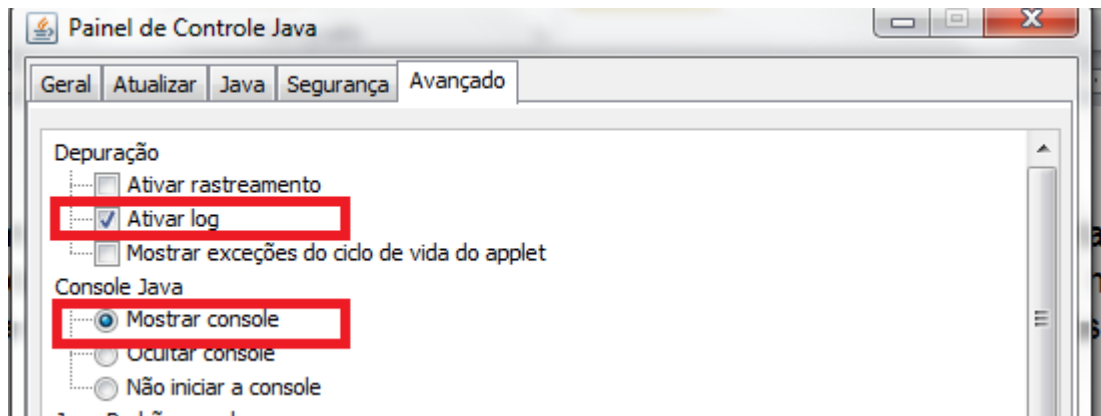 Painel de Controle Java
Geral Atualizar Java Segurança Avançado
Depuração
Ativar rastreamento
Ativar log
Mostrar exceções do ciclo de vida do applet
Console Java
Mostrar console
Ocultar console
Não iniciar a console